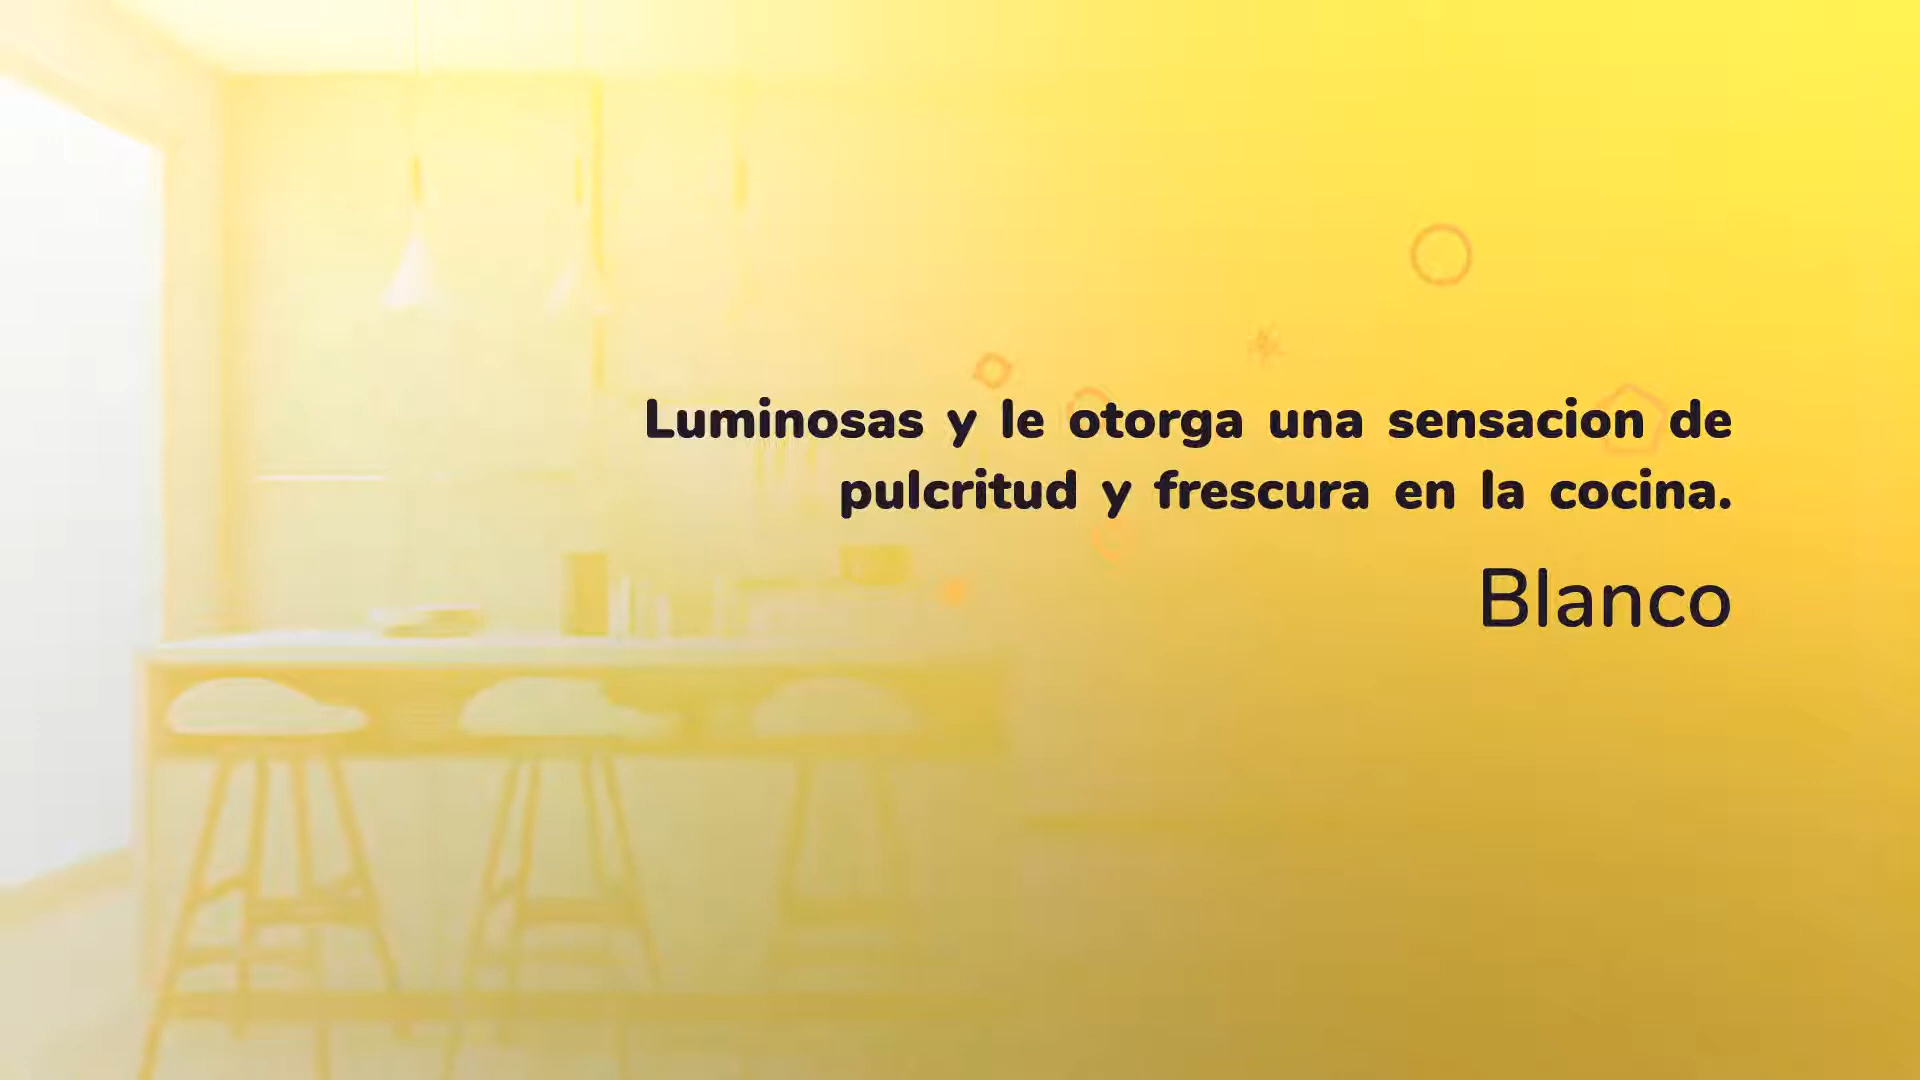 Luminosas y le otorga una sensacion de
pulcritud y frescura en la cocina.
Blanco